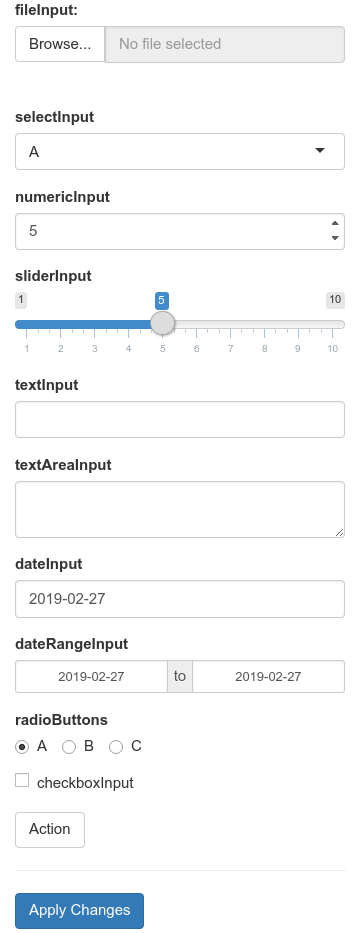 fileInput:
Browse... No file selected
selectInput
A
numericInput
5
sliderInput
1 5 10
1 2 3 4 5 6 7 8 9 10
textInput
textAreaInput
dateInput
2019-02-27
dateRangeInput
2019-02-27 to 2019-02-27
radioButtons
A B C
checkboxInput
Action
Apply Changes